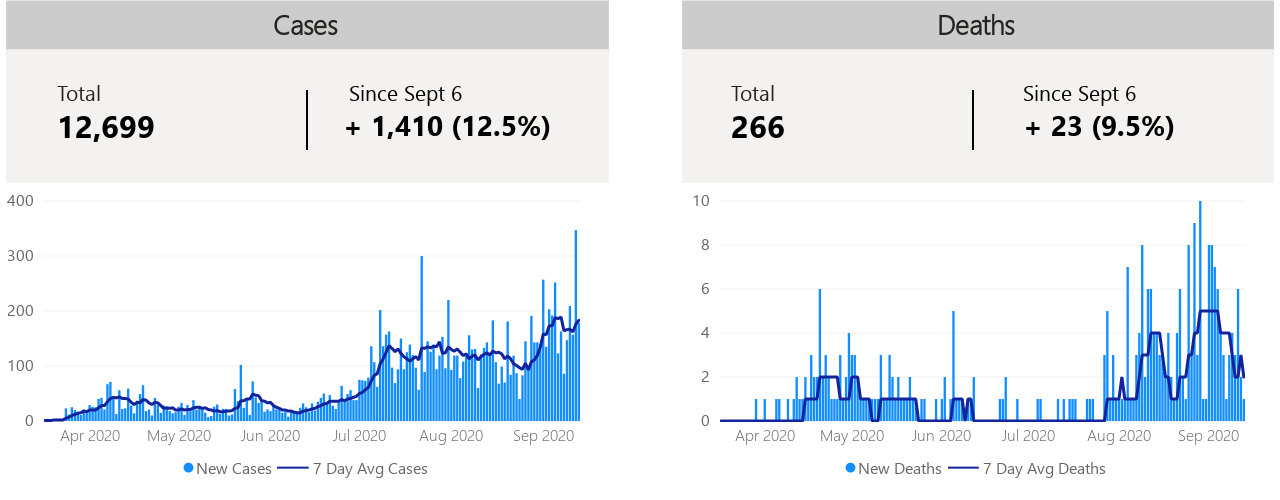 Cases
Total
Since Sept 6
12,699
+ 1,410 (12.5%)
400
300
200
100
0
Apr 2020 May 2020 Jun 2020 Jul 2020 Aug 2020 Sep 2020
New Cases 7 Day Avg Cases
Deaths
Total
Since Sept 6
266
+ 23 (9.5%)
10
8
6
4
2
0
Apr 2020 May 2020 Jun 2020 Jul 2020 Aug 2020 Sep 2020
New Deaths 7 Day Avg Deaths